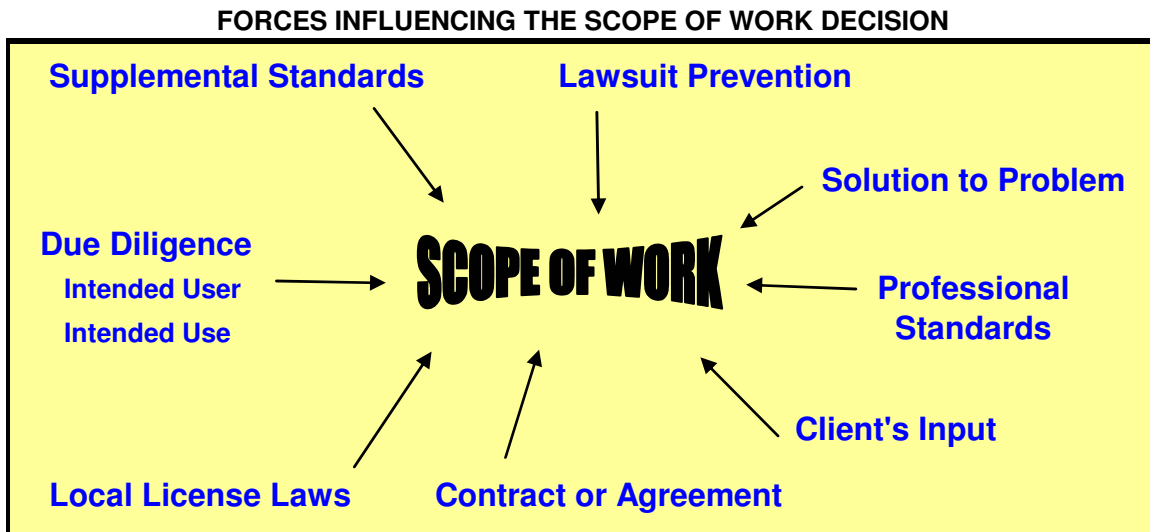 FORCES INFLUENCING THE SCOPE OF WORK DECISION
Supplemental Standards
Lawsuit Prevention
Solution to Problem
Due Diligence
Intended User
Intended Use
SCOPE OF WORK
Professional
Standards
Client's Input
Local License Laws
Contract or Agreement